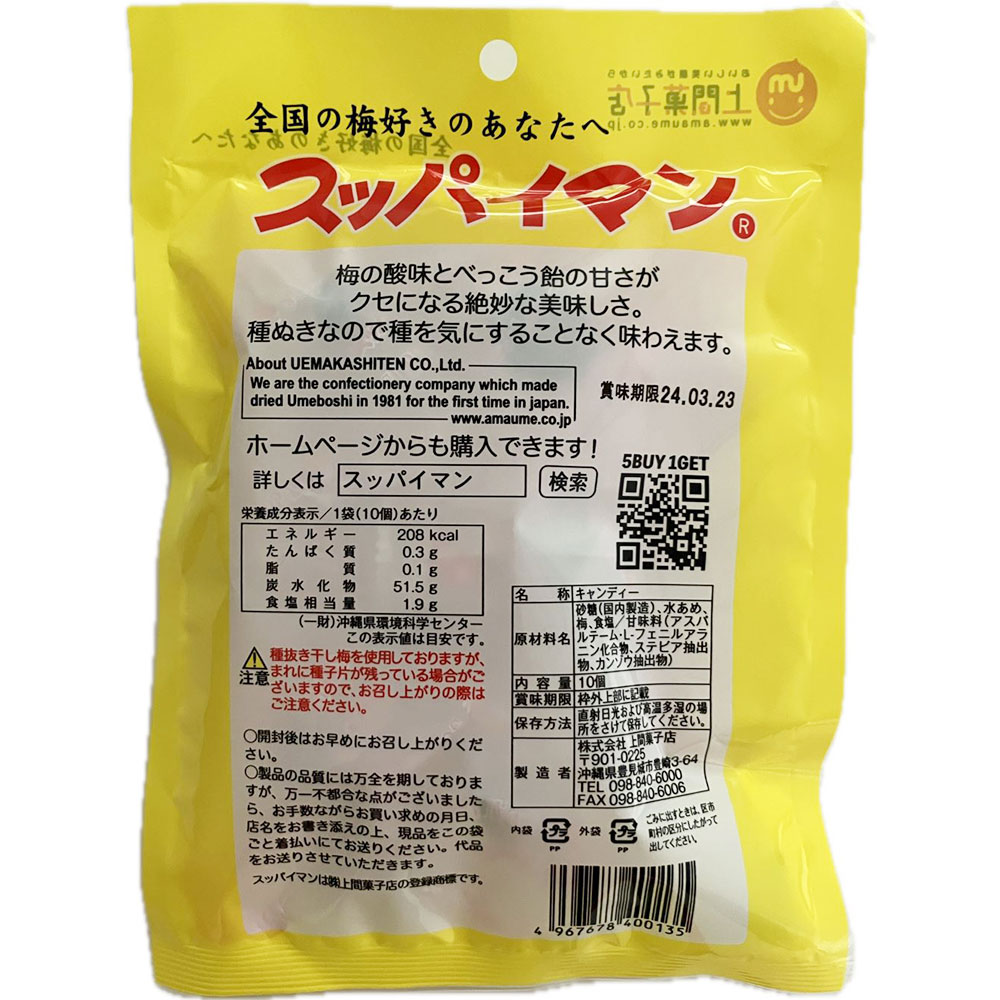 おいしい笑顔がみたいから
上間菓子店
www.amaume.co.jp
全国の梅好きのあなたへ
全国の梅好きのあなたへ
スッパイマン®
梅の酸味とべっこう飴の甘さが
クセになる絶妙な美味しさ。
種ぬきなので種を気にすることなく味わえます。
About UEMAKASHITEN CO.,Ltd.
We are the confectionery company which made
dried Umeboshi in 1981 for the first time in japan.
www.amaume.co.jp
賞味期限24.03.23
ホームページからも購入できます!
詳しくは スッパイマン 検索
5BUY 1GET
栄養成分表示/1袋(10個)あたり
エネルギー 208 kcal
たんぱく質 0.3 g
脂質 0.1 g
炭水化物 51.5 g
食塩相当量 1.9 g
(一財)沖縄県環境科学センター
この表示値は目安です。
注意
種抜き干し梅を使用しておりますが、
まれに種子片が残っている場合がご
ざいますので、お召し上がりの際は
ご注意ください。
○開封後はお早めにお召し上がりくださ
い。
○製品の品質には万全を期しておりま
すが、万一不都合な点がございました
ら、お手数ながらお買い求めの月日、
店名をお書き添えの上、現品をこの袋
ごと着払いにてお送りください。代品
をお送りさせていただきます。
スッパイマンは㈱上間菓子店の登録商標です。
名称 キャンディー
原材料名 砂糖(国内製造)、水あめ、
梅、食塩/甘味料(アスパ
ルテーム・L-フェニルアラ
ニン化合物、ステビア抽出
物、カンゾウ抽出物)
内容量 10個
賞味期限 枠外上部に記載
保存方法 直射日光および高温多湿の場
所をさけて保存してください。
製造者 株式会社 上間菓子店
〒901-0225
沖縄県豊見城市豊崎3-64
TEL 098-840-6000
FAX 098-840-6006
内袋 プラ PP 外袋 プラ PP
ごみに出すときは、区市
町村の区分にしたがって
出してください。
4 967678 400135